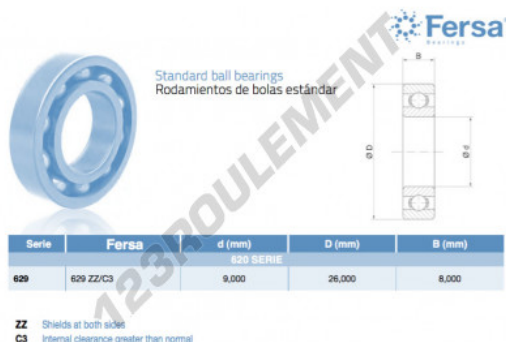 Fersa
Bearings
Standard ball bearings
Rodamientos de bolas estándar
B
Ø D
Ø d
Serie Fersa d (mm) D (mm) B (mm)
620 SERIE
629 629 ZZ/C3 9,000 26,000 8,000
ZZ Shields at both sides
C3 Internal clearance greater than normal
123ROULEMENT